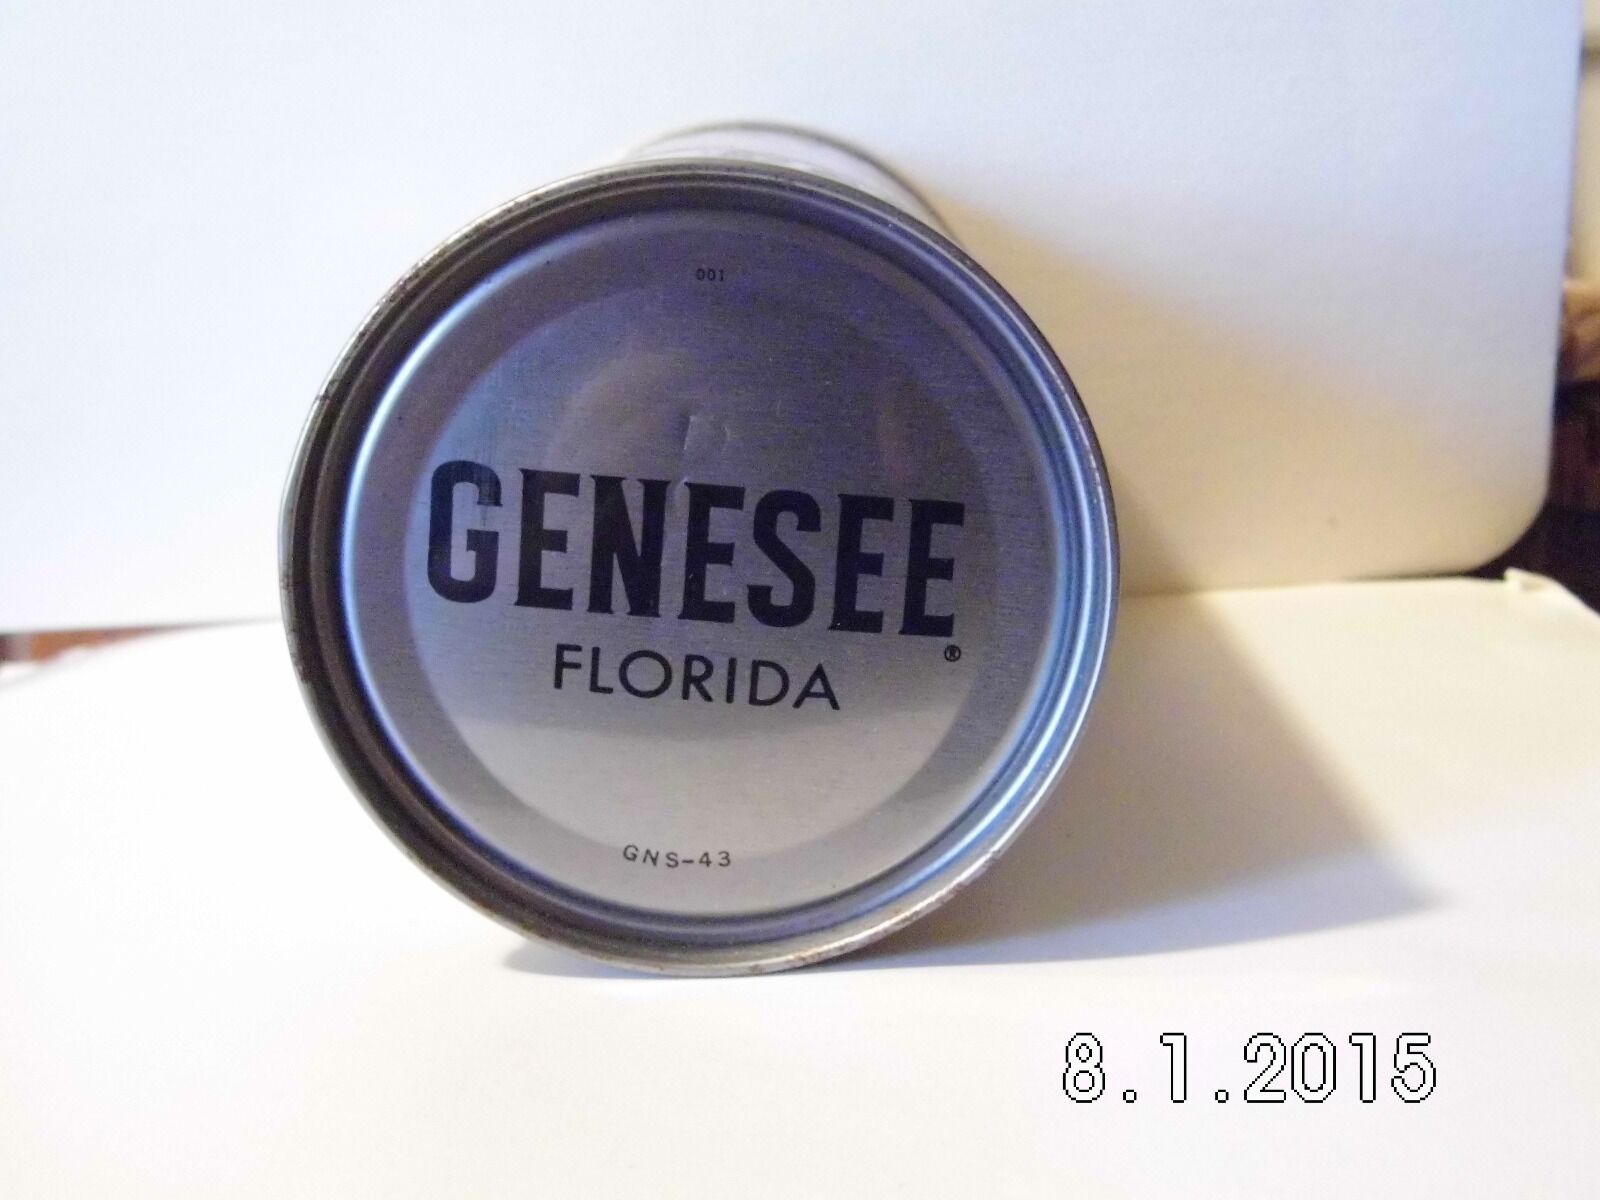 001
GENESEE®
FLORIDA
GNS-43
8.1.2015